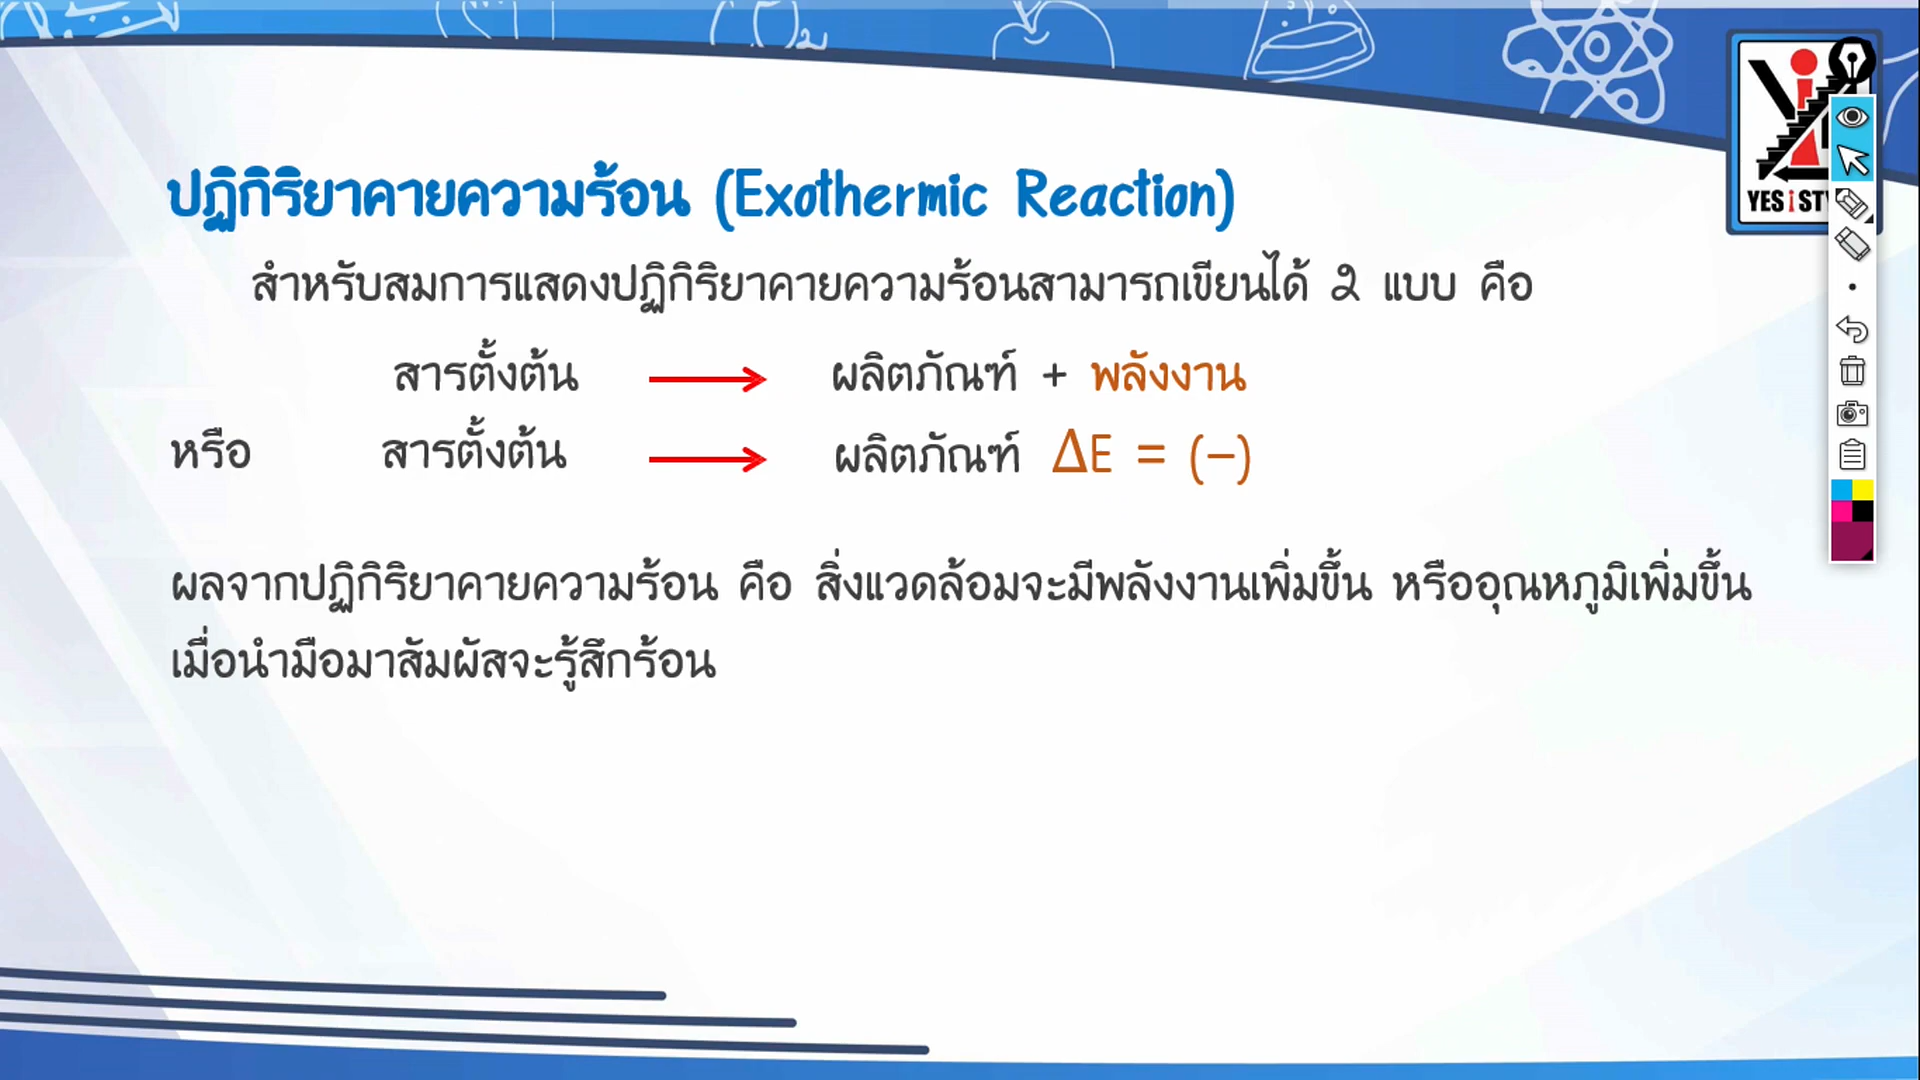 ปฏิกิริยาคายความร้อน (Exothermic Reaction)
สำหรับสมการแสดงปฏิกิริยาคายความร้อนสามารถเขียนได้ 2 แบบ คือ
สารตั้งต้น → ผลิตภัณฑ์ + พลังงาน
หรือ สารตั้งต้น → ผลิตภัณฑ์ ΔE = (–)
ผลจากปฏิกิริยาคายความร้อน คือ สิ่งแวดล้อมจะมีพลังงานเพิ่มขึ้น หรืออุณหภูมิเพิ่มขึ้น
เมื่อนำมือมาสัมผัสจะรู้สึกร้อน
YES i